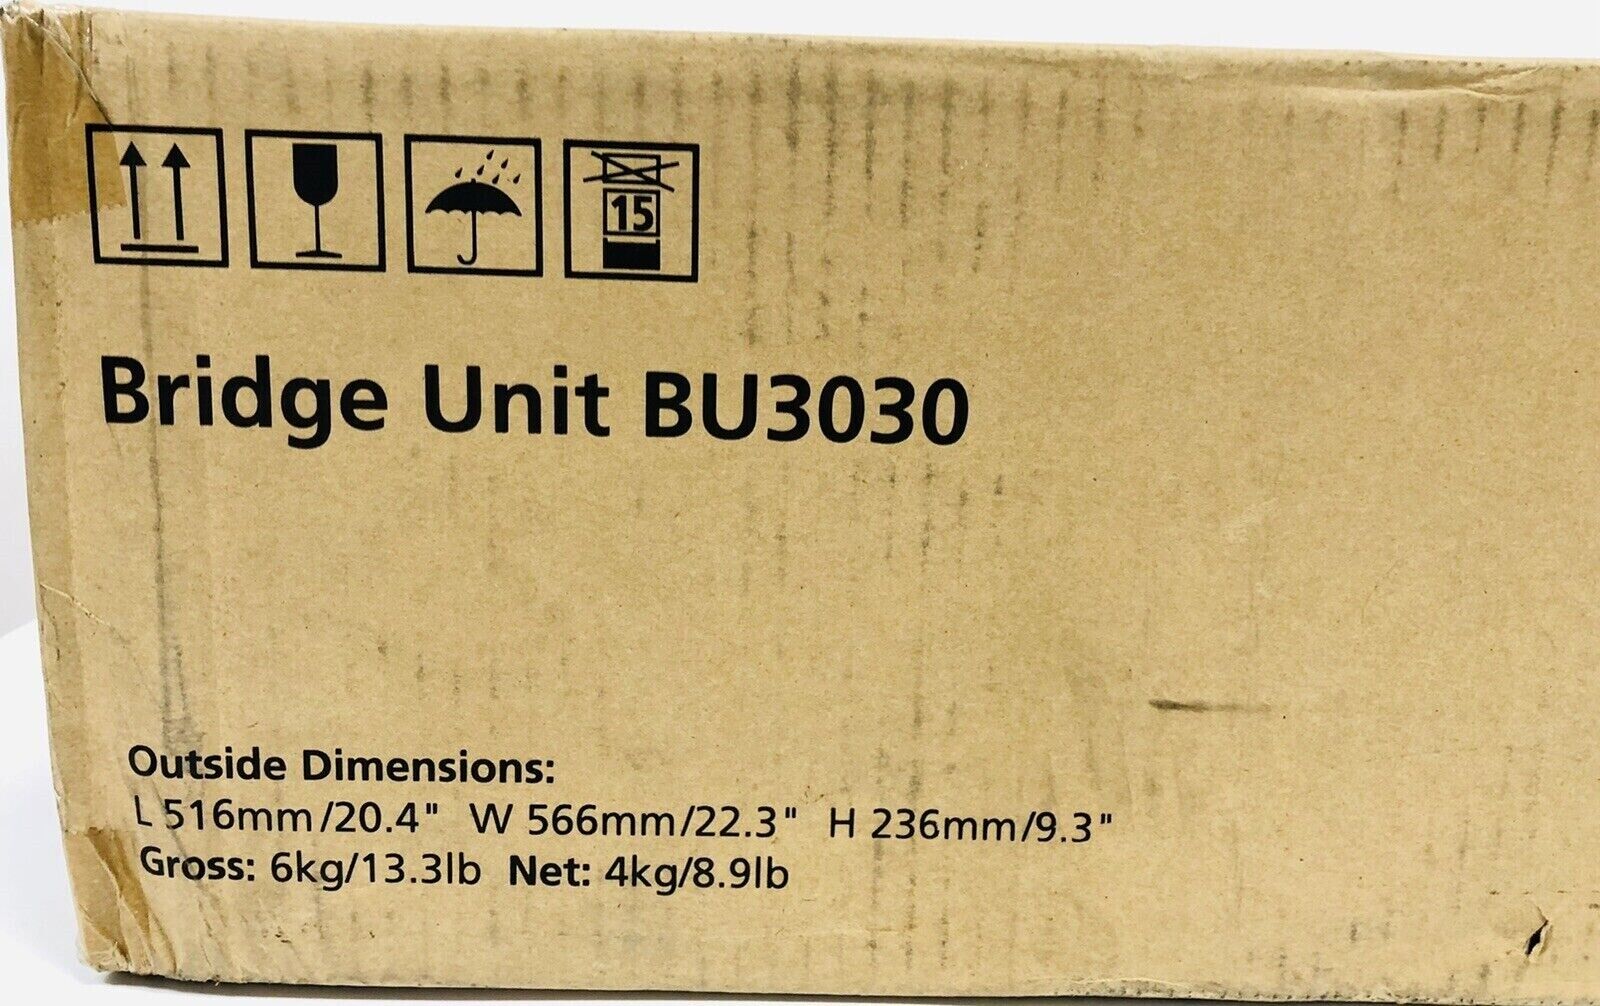 15
Bridge Unit BU3030
Outside Dimensions:
L 516mm/20.4" W 566mm/22.3" H 236mm/9.3"
Gross: 6kg/13.3lb Net: 4kg/8.9lb